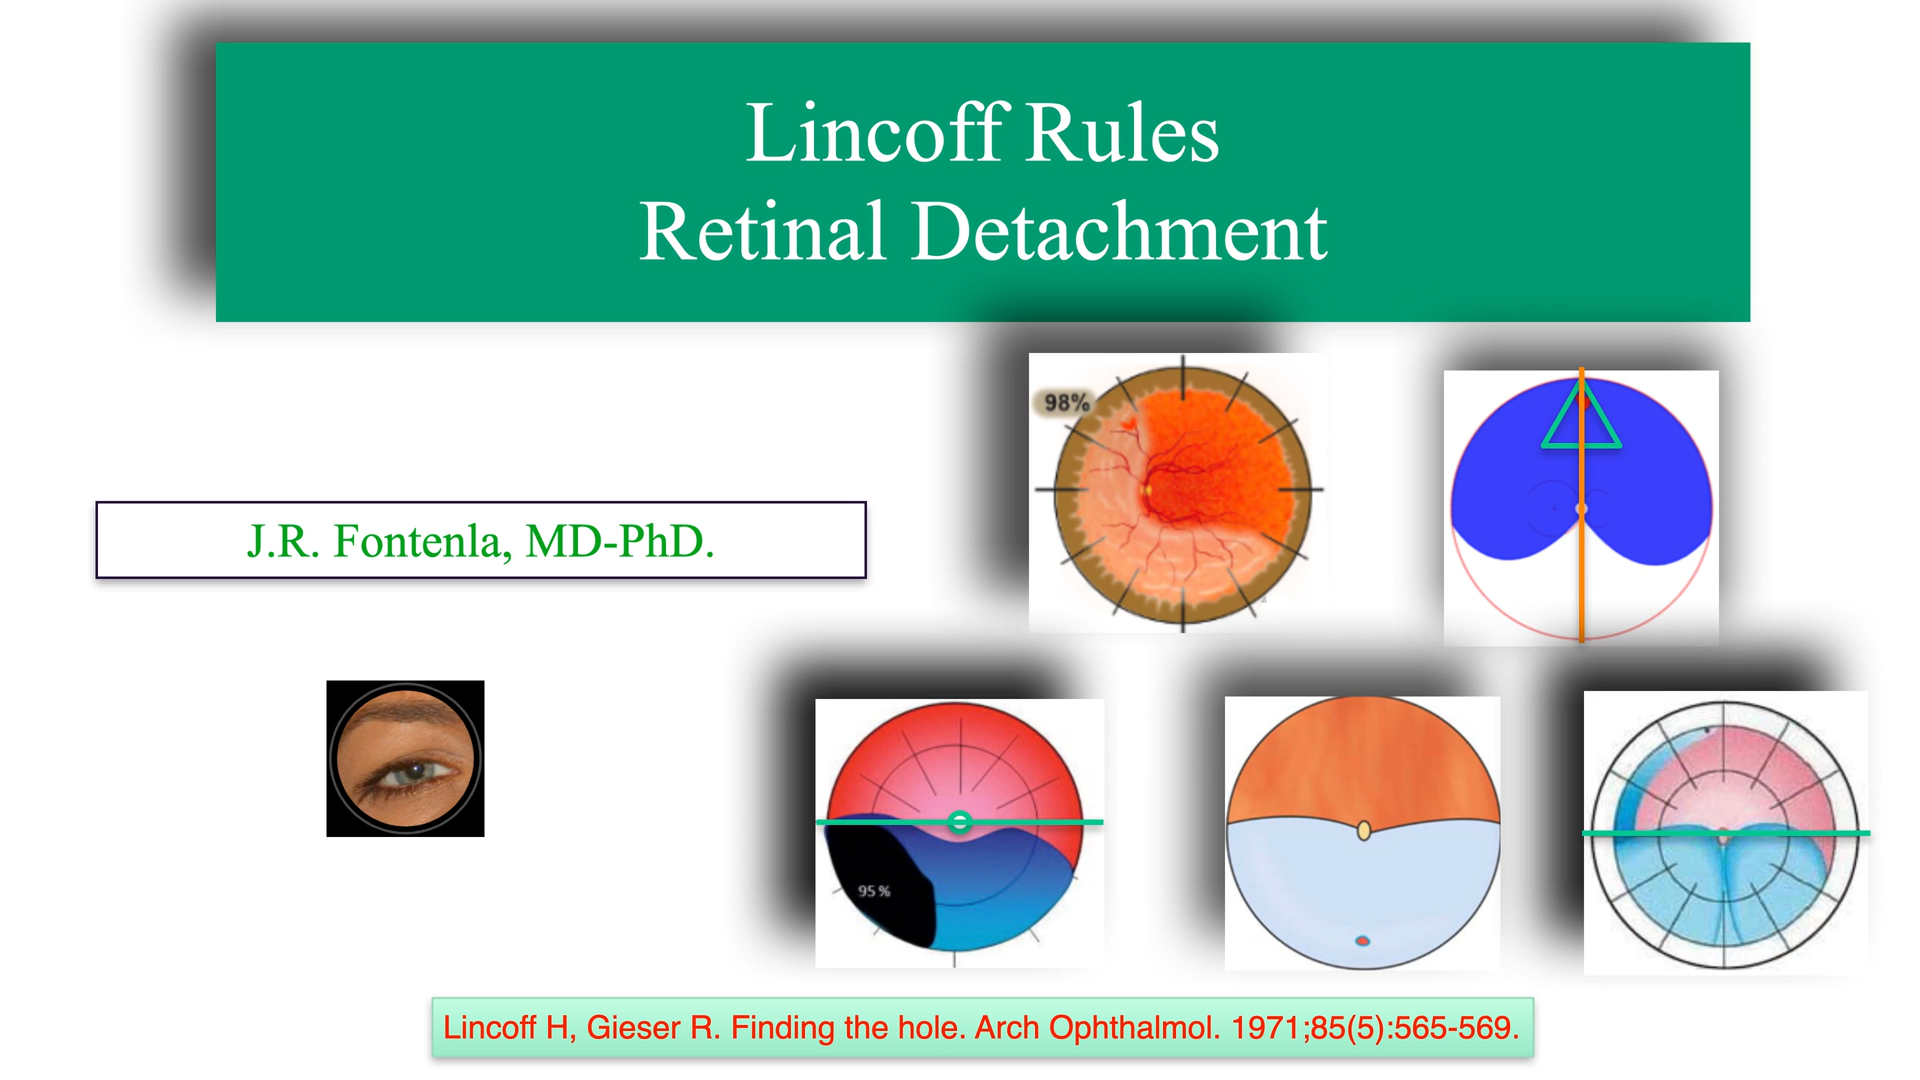 Lincoff Rules
Retinal Detachment
98%
J.R. Fontenla, MD-PhD.
95 %
Lincoff H, Gieser R. Finding the hole. Arch Ophthalmol. 1971;85(5):565-569.